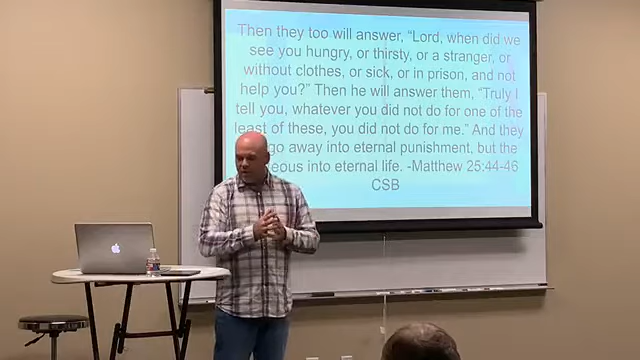 Then they too will answer, “Lord, when did we
see you hungry, or thirsty, or a stranger, or
without clothes, or sick, or in prison, and not
help you?” Then he will answer them, “Truly I
tell you, whatever you did not do for one of the
least of these, you did not do for me.” And they
go away into eternal punishment, but the
eous into eternal life. -Matthew 25:44-46
CSB